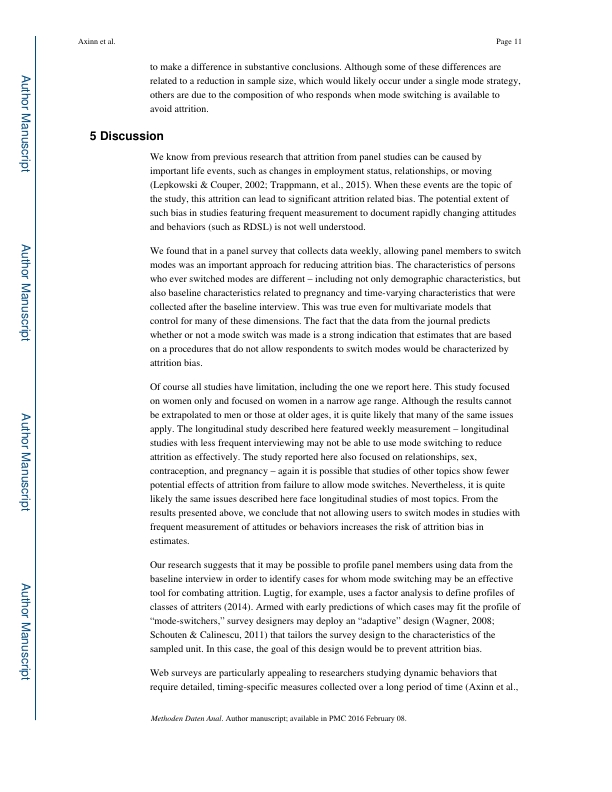 Axinn et al.
Page 11
to make a difference in substantive conclusions. Although some of these differences are
related to a reduction in sample size, which would likely occur under a single mode strategy,
others are due to the composition of who responds when mode switching is available to
avoid attrition.
5 Discussion
We know from previous research that attrition from panel studies can be caused by
important life events, such as changes in employment status, relationships, or moving
(Lepkowski & Couper, 2002; Trappmann, et al., 2015). When these events are the topic of
the study, this attrition can lead to significant attrition related bias. The potential extent of
such bias in studies featuring frequent measurement to document rapidly changing attitudes
and behaviors (such as RDSL) is not well understood.
We found that in a panel survey that collects data weekly, allowing panel members to switch
modes was an important approach for reducing attrition bias. The characteristics of persons
who ever switched modes are different – including not only demographic characteristics, but
also baseline characteristics related to pregnancy and time-varying characteristics that were
collected after the baseline interview. This was true even for multivariate models that
control for many of these dimensions. The fact that the data from the journal predicts
whether or not a mode switch was made is a strong indication that estimates that are based
on a procedures that do not allow respondents to switch modes would be characterized by
attrition bias.
Of course all studies have limitation, including the one we report here. This study focused
on women only and focused on women in a narrow age range. Although the results cannot
be extrapolated to men or those at older ages, it is quite likely that many of the same issues
apply. The longitudinal study described here featured weekly measurement – longitudinal
studies with less frequent interviewing may not be able to use mode switching to reduce
attrition as effectively. The study reported here also focused on relationships, sex,
contraception, and pregnancy – again it is possible that studies of other topics show fewer
potential effects of attrition from failure to allow mode switches. Nevertheless, it is quite
likely the same issues described here face longitudinal studies of most topics. From the
results presented above, we conclude that not allowing users to switch modes in studies with
frequent measurement of attitudes or behaviors increases the risk of attrition bias in
estimates.
Our research suggests that it may be possible to profile panel members using data from the
baseline interview in order to identify cases for whom mode switching may be an effective
tool for combating attrition. Lugtig, for example, uses a factor analysis to define profiles of
classes of attriters (2014). Armed with early predictions of which cases may fit the profile of
“mode-switchers,” survey designers may deploy an “adaptive” design (Wagner, 2008;
Schouten & Calinescu, 2011) that tailors the survey design to the characteristics of the
sampled unit. In this case, the goal of this design would be to prevent attrition bias.
Web surveys are particularly appealing to researchers studying dynamic behaviors that
require detailed, timing-specific measures collected over a long period of time (Axinn et al.,
Methoden Daten Anal. Author manuscript; available in PMC 2016 February 08.
Author Manuscript
Author Manuscript
Author Manuscript
Author Manuscript